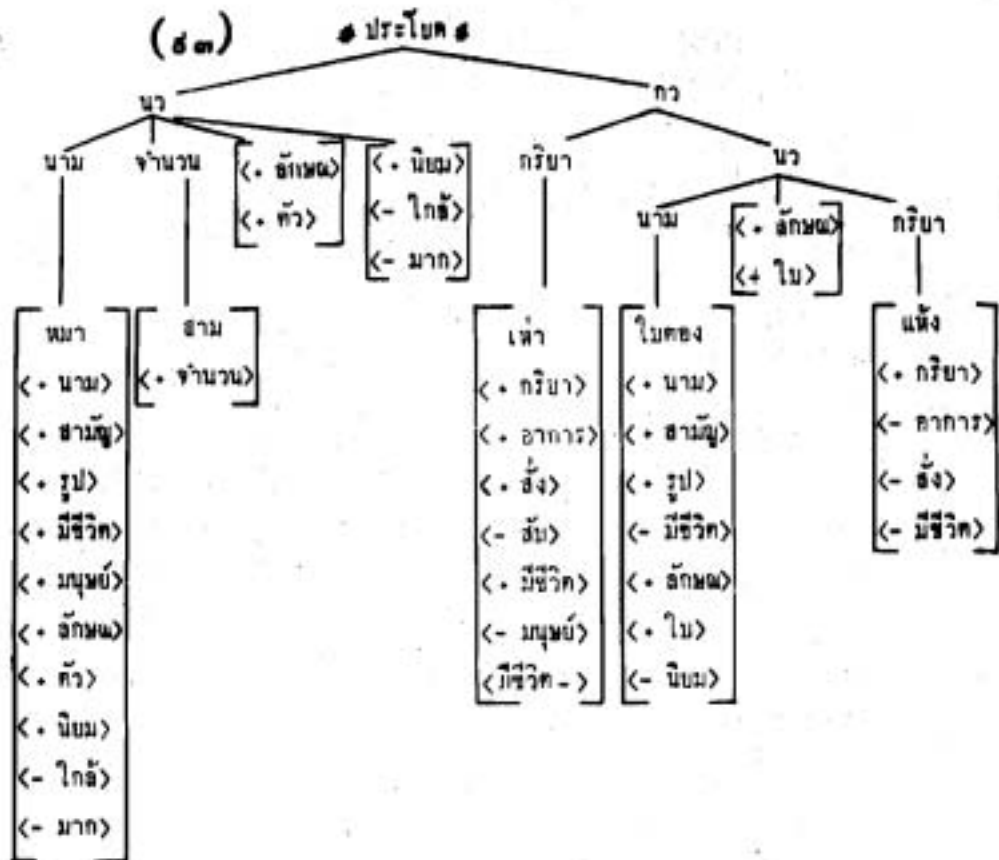 (๕๓) # ประโยค #
นว กว
นาม จำนวน <+ ลักษณ> <+ นิยม> กริยา นว
<+ ตัว> <- ใกล้> นาม <+ ลักษณ> กริยา
<- มาก> <+ ใบ>
หมา สาม เห่า ใบตอง แห้ง
<+ นาม> <+ จำนวน> <+ กริยา> <+ นาม> <+ กริยา>
<+ สามัญ> <+ อาการ> <+ สามัญ> <- อาการ>
<+ รูป> <+ สั่ง> <+ รูป> <- สั่ง>
<+ มีชีวิต> <- สับ> <- มีชีวิต> <- มีชีวิต>
<+ มนุษย์> <+ มีชีวิต> <+ ลักษณ>
<+ ลักษณ> <- มนุษย์> <+ ใบ>
<+ ตัว> <มีชีวิต -> <- นิยม>
<+ นิยม>
<- ใกล้>
<- มาก>